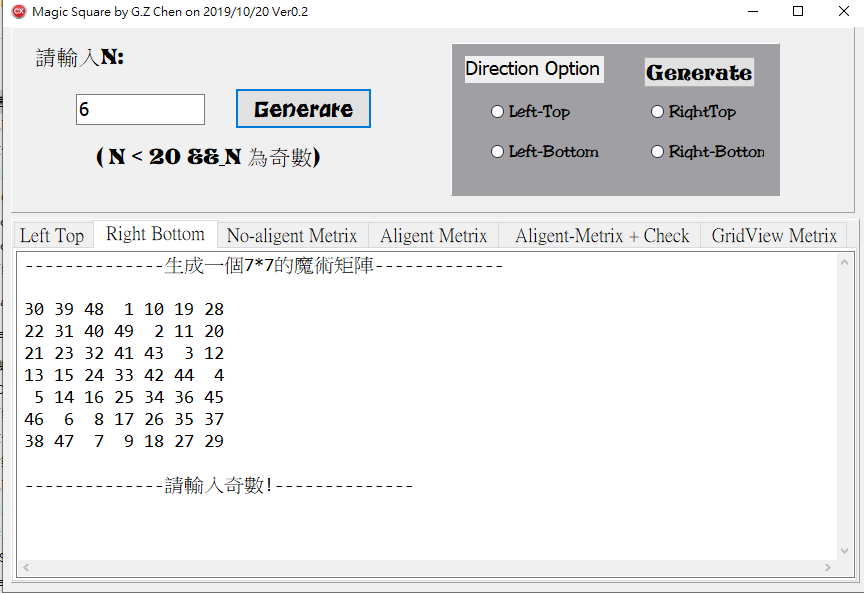 Magic Square by G.Z Chen on 2019/10/20 Ver0.2
請輸入N:
6
Generate
( N < 20 && N 為奇數)
Direction Option
Generate
Left-Top
RightTop
Left-Bottom
Right-Bottom
Left Top Right Bottom No-aligent Metrix Aligent Metrix Aligent-Metrix + Check GridView Metrix
--------------生成一個7*7的魔術矩陣-------------
30 39 48  1 10 19 28
22 31 40 49  2 11 20
21 23 32 41 43  3 12
13 15 24 33 42 44  4
 5 14 16 25 34 36 45
46  6  8 17 26 35 37
38 47  7  9 18 27 29
--------------請輸入奇數!--------------